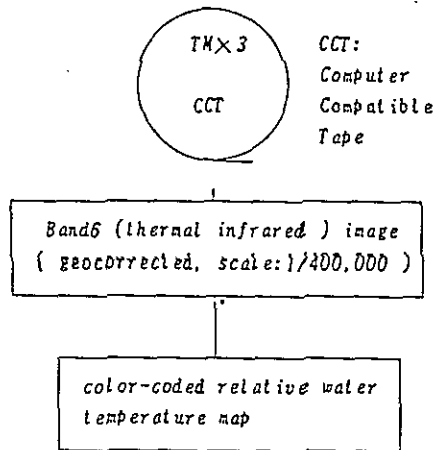 TM×3
CCT
CCT:
Computer
Compatible
Tape
Band6 (thermal infrared ) image
( geocorrected, scale:1/400,000 )
color-coded relative water
temperature map